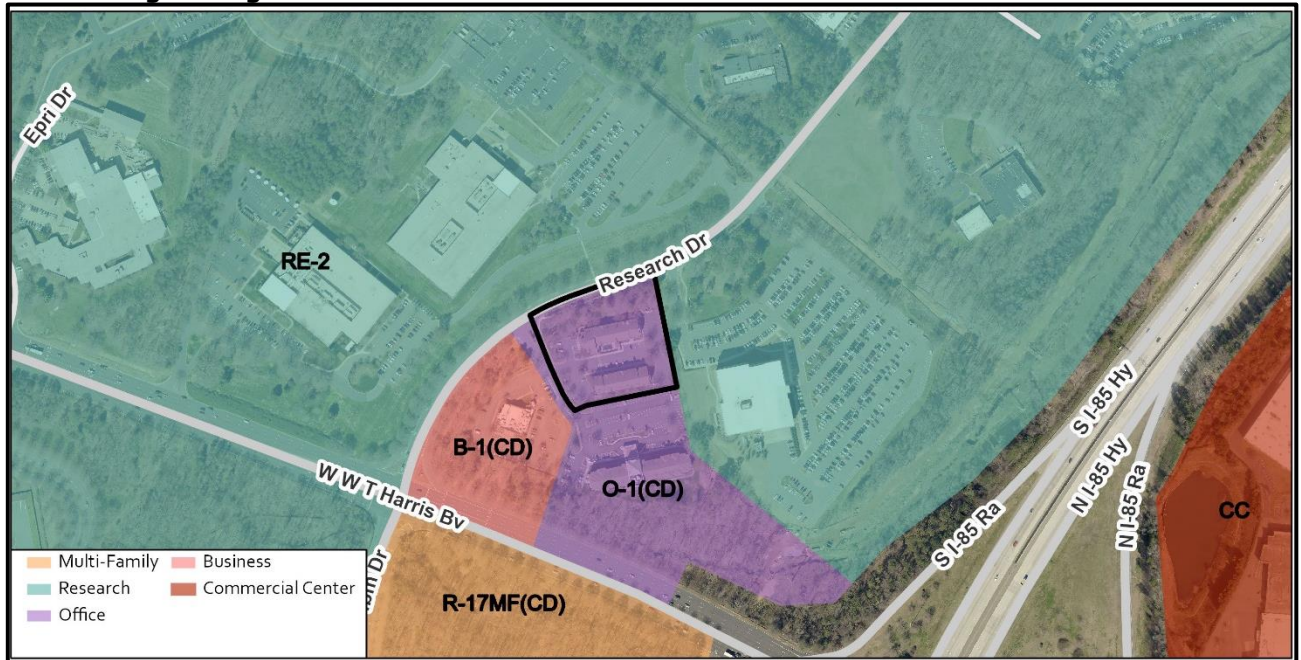 Epri Dr
RE-2
Research Dr
B-1(CD)
O-1(CD)
W W T Harris Bv
R-17MF(CD)
S I-85 Hy
N I-85 Hy
S I-85 Ra
N I-85 Ra
CC
Multi-Family
Business
Research
Commercial Center
Office